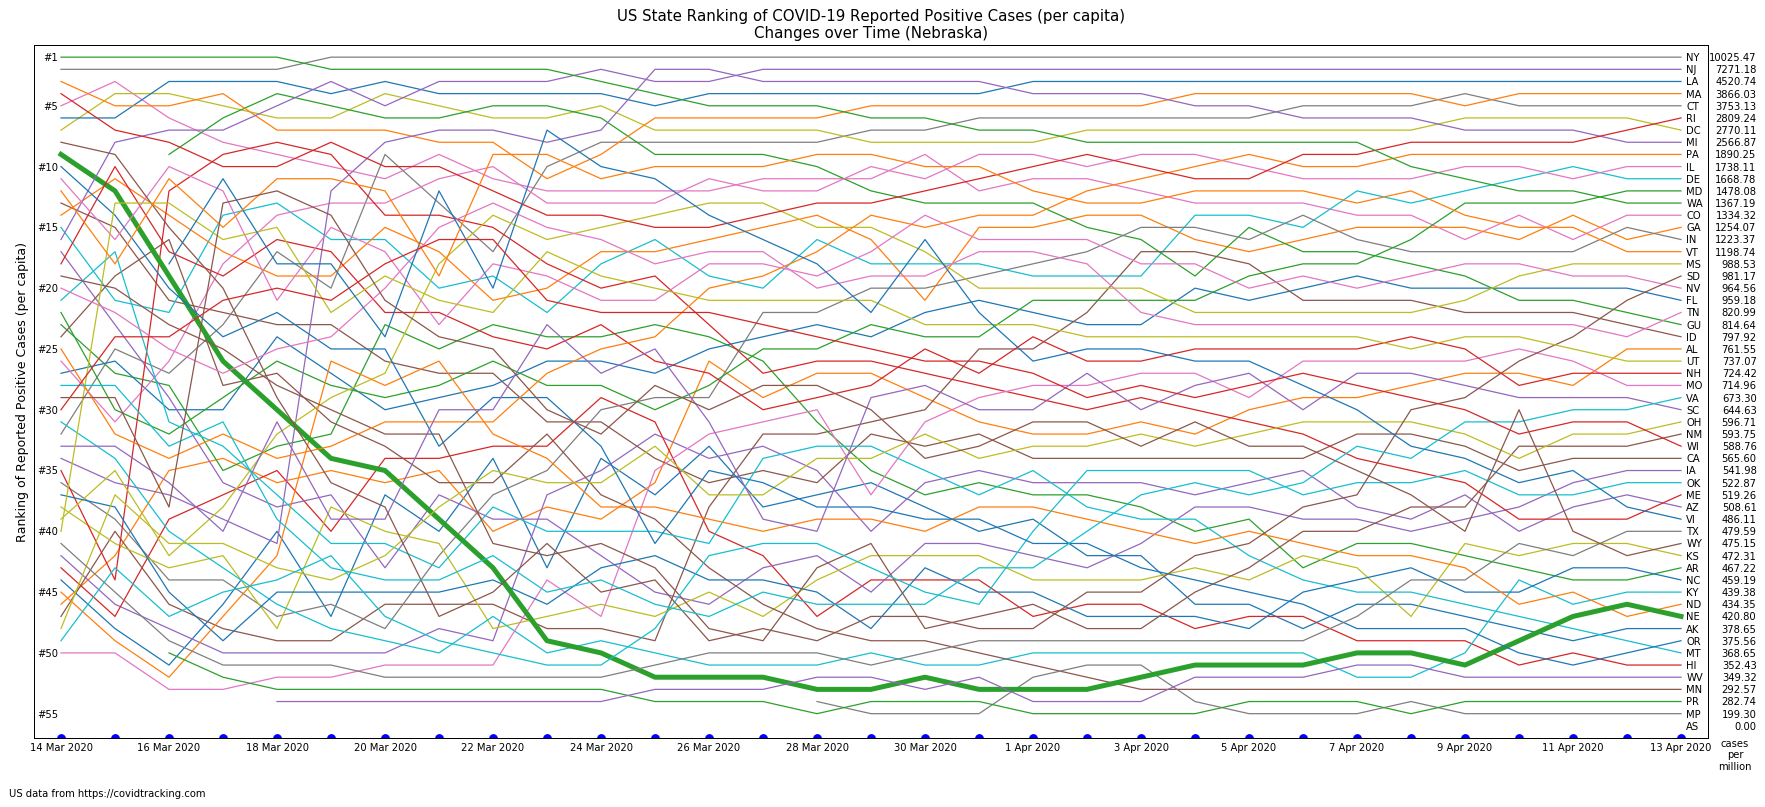 US State Ranking of COVID-19 Reported Positive Cases (per capita)
Changes over Time (Nebraska)
Ranking of Reported Positive Cases (per capita)
#1
#5
#10
#15
#20
#25
#30
#35
#40
#45
#50
#55
NY 10025.47
NJ 7271.18
LA 4520.74
MA 3866.03
CT 3753.13
RI 2809.24
DC 2770.11
MI 2566.87
PA 1890.25
IL 1738.11
DE 1668.78
MD 1478.08
WA 1367.19
CO 1334.32
GA 1254.07
IN 1223.37
VT 1198.74
MS 988.53
SD 981.17
NV 964.56
FL 959.18
TN 820.99
GU 814.64
ID 797.92
AL 761.55
UT 737.07
NH 724.42
MO 714.96
VA 673.30
SC 644.63
OH 596.71
NM 593.75
WI 588.76
CA 565.60
IA 541.98
OK 522.87
ME 519.26
AZ 508.61
VI 486.11
TX 479.59
WY 475.15
KS 472.31
AR 467.22
NC 459.19
KY 439.38
ND 434.35
NE 420.80
AK 378.65
OR 375.56
MT 368.65
HI 352.43
WV 349.32
MN 292.57
PR 282.74
MP 199.30
AS 0.00
14 Mar 2020 16 Mar 2020 18 Mar 2020 20 Mar 2020 22 Mar 2020 24 Mar 2020 26 Mar 2020 28 Mar 2020 30 Mar 2020 1 Apr 2020 3 Apr 2020 5 Apr 2020 7 Apr 2020 9 Apr 2020 11 Apr 2020 13 Apr 2020
cases
per
million
US data from https://covidtracking.com